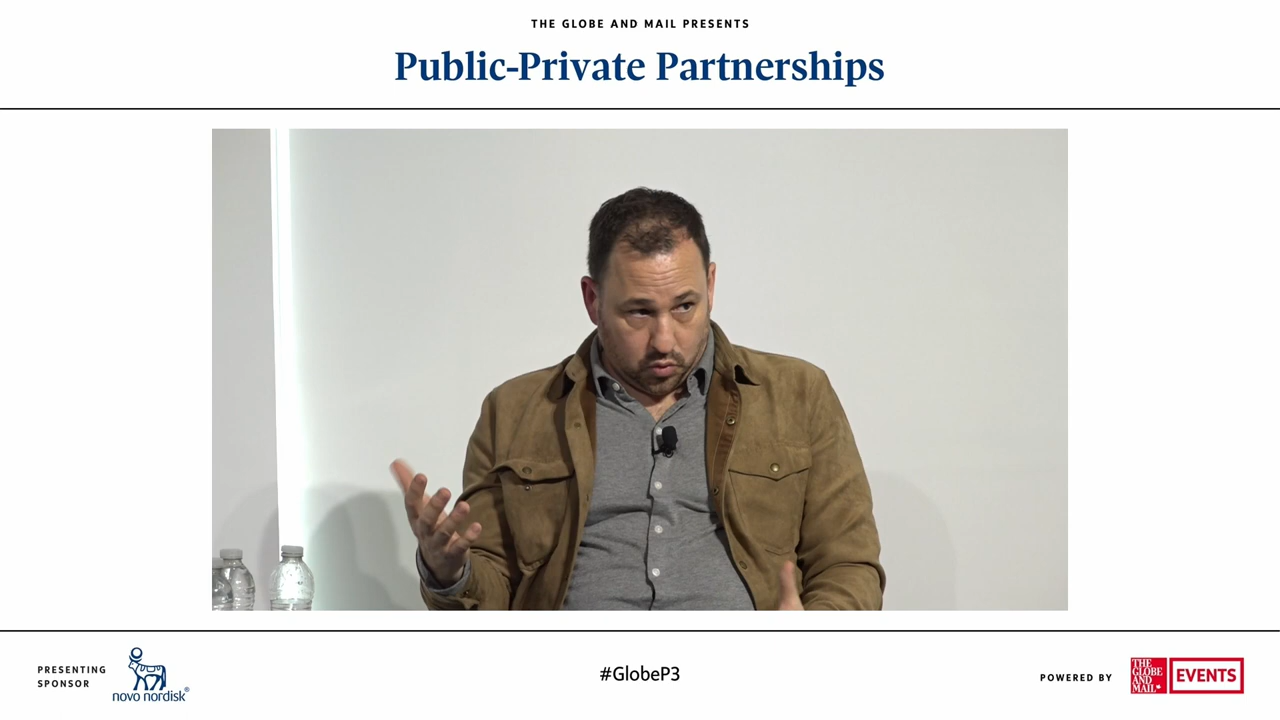 THE GLOBE AND MAIL PRESENTS
Public-Private Partnerships
PRESENTING
SPONSOR
novo nordisk®
#GlobeP3
POWERED BY
THE
GLOBE
AND
MAIL
EVENTS